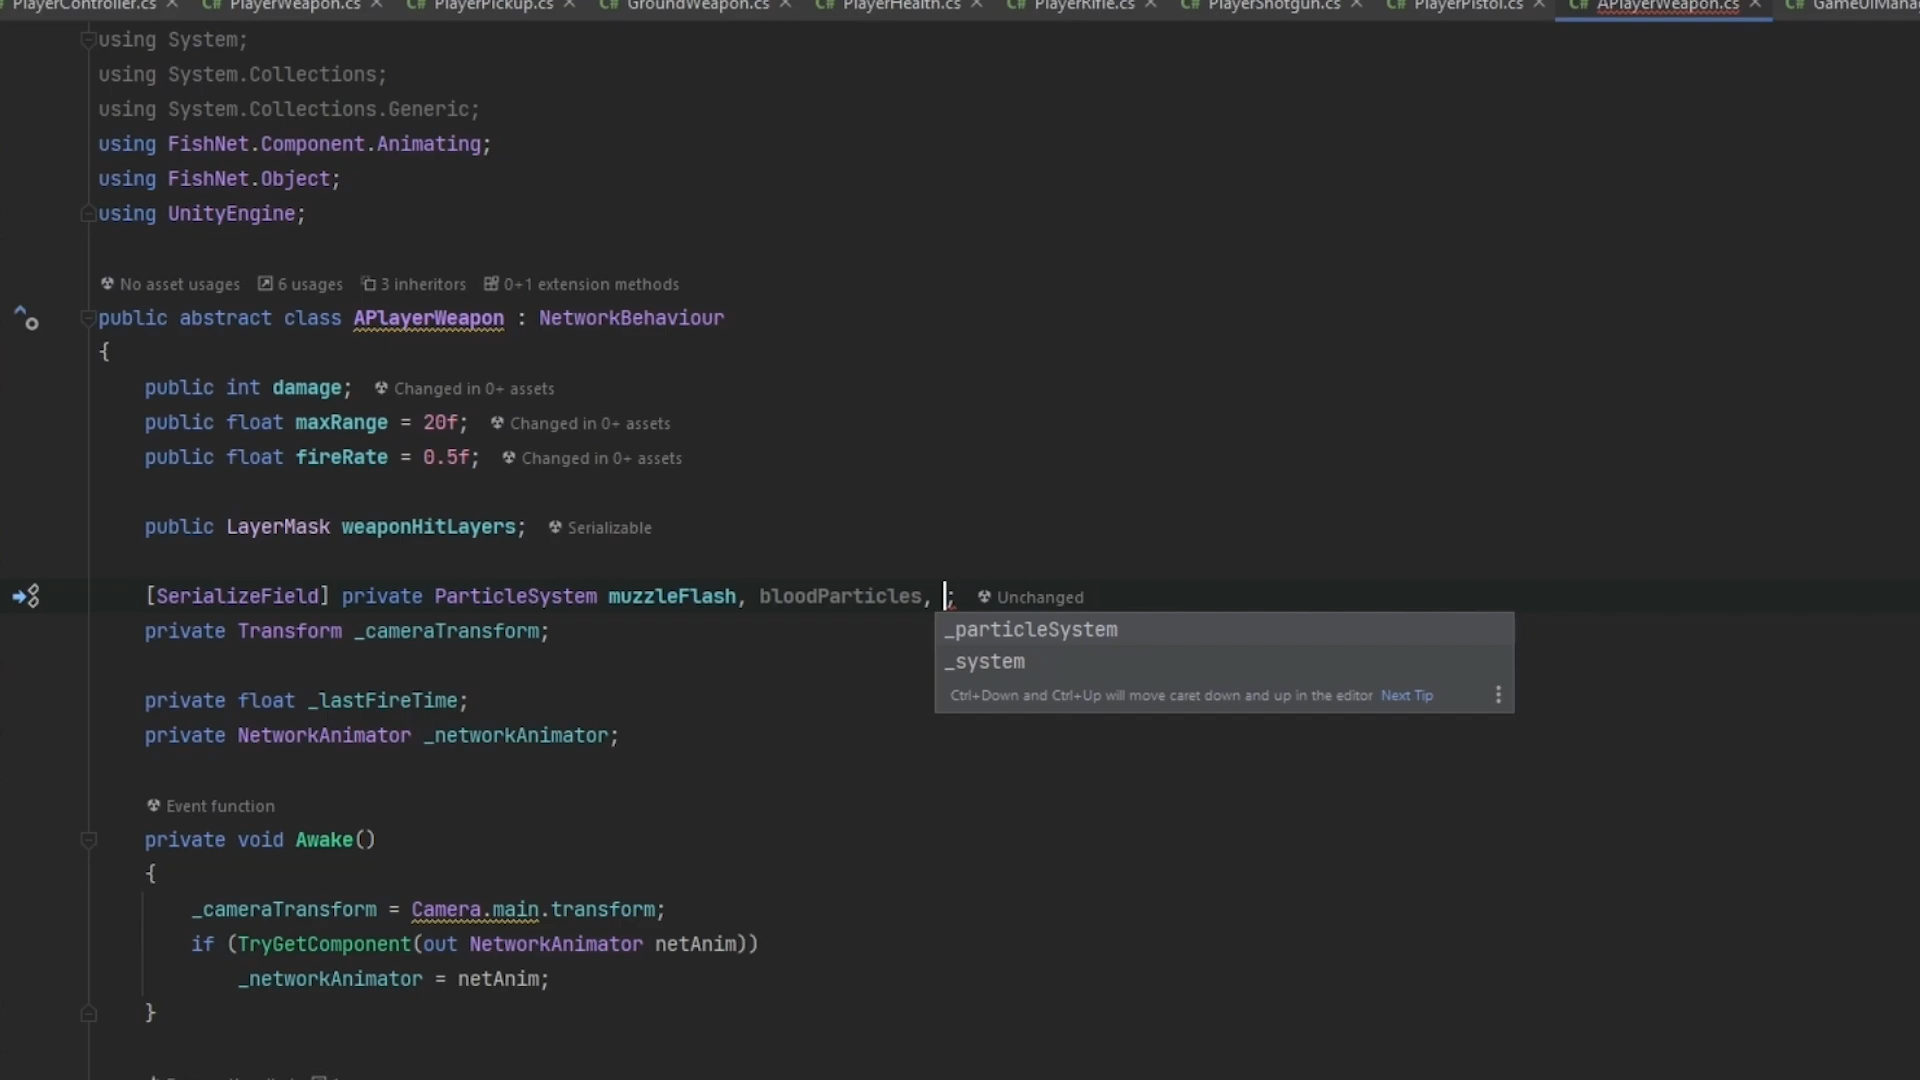 PlayerController.cs PlayerWeapon.cs PlayerPickup.cs GroundWeapon.cs PlayerHealth.cs PlayerRifle.cs PlayerShotgun.cs PlayerPistol.cs APlayerWeapon.cs GameUIMana
using System;
using System.Collections;
using System.Collections.Generic;
using FishNet.Component.Animating;
using FishNet.Object;
using UnityEngine;
No asset usages 6 usages 3 inheritors 0+1 extension methods
public abstract class APlayerWeapon : NetworkBehaviour
{
public int damage; Changed in 0+ assets
public float maxRange = 20f; Changed in 0+ assets
public float fireRate = 0.5f; Changed in 0+ assets
public LayerMask weaponHitLayers; Serializable
[SerializeField] private ParticleSystem muzzleFlash, bloodParticles, ; Unchanged
private Transform _cameraTransform;
_particleSystem
_system
Ctrl+Down and Ctrl+Up will move caret down and up in the editor Next Tip
private float _lastFireTime;
private NetworkAnimator _networkAnimator;
Event function
private void Awake()
{
_cameraTransform = Camera.main.transform;
if (TryGetComponent(out NetworkAnimator netAnim))
_networkAnimator = netAnim;
}